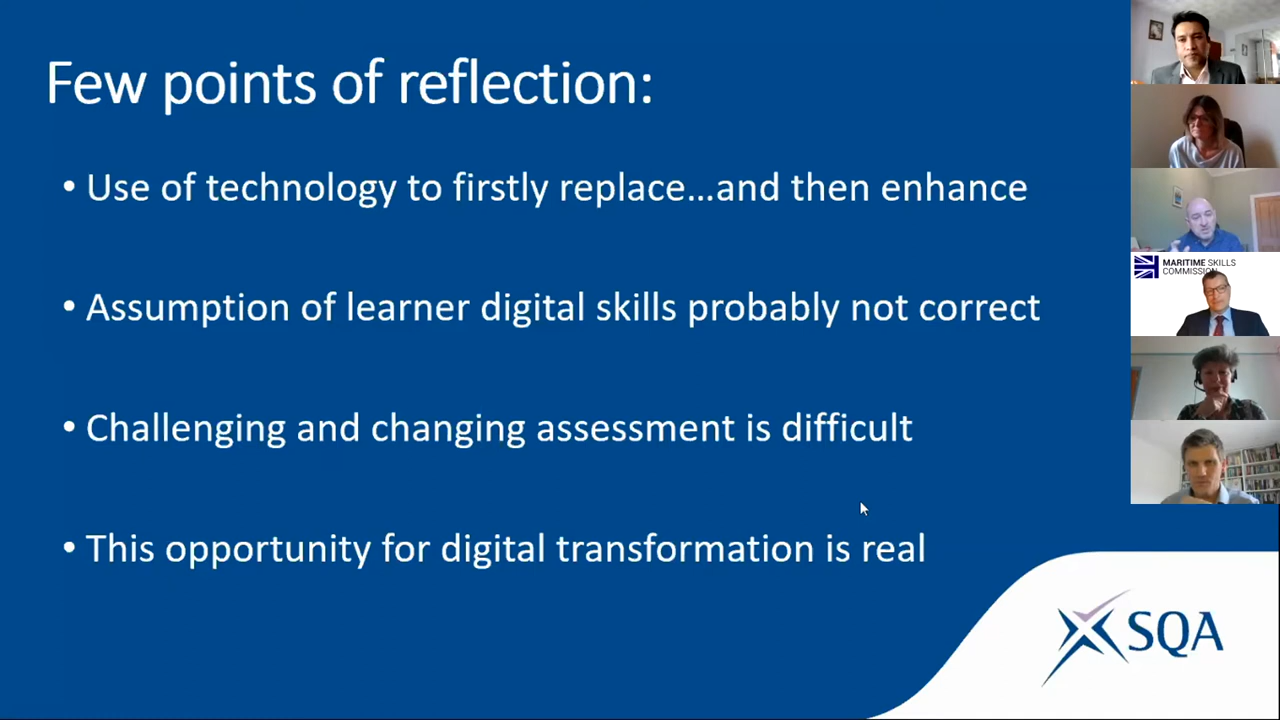 Few points of reflection:
• Use of technology to firstly replace...and then enhance
• Assumption of learner digital skills probably not correct
• Challenging and changing assessment is difficult
• This opportunity for digital transformation is real
MARITIME SKILLS
COMMISSION
SQA